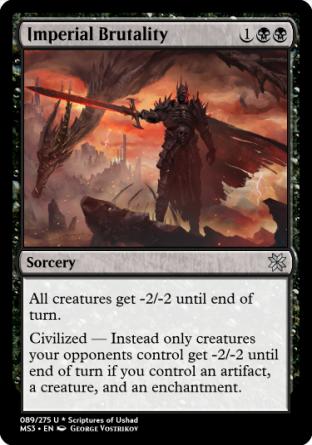 Imperial Brutality 1
Sorcery
All creatures get -2/-2 until end of
turn.
Civilized — Instead only creatures
your opponents control get -2/-2 until
end of turn if you control an artifact,
a creature, and an enchantment.
089/275 U * Scriptures of Ushad
MS3 • EN George Vostrikov